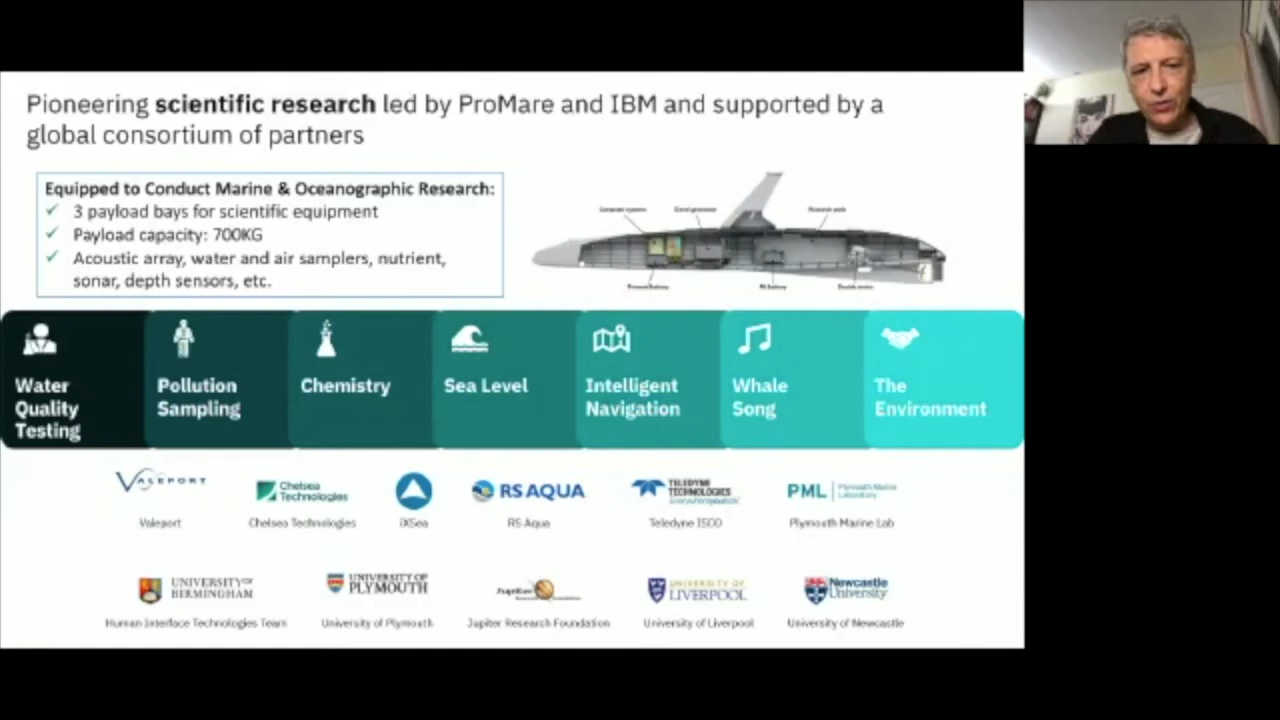 Pioneering scientific research led by ProMare and IBM and supported by a
global consortium of partners
Equipped to Conduct Marine & Oceanographic Research:
✓ 3 payload bays for scientific equipment
✓ Payload capacity: 700KG
✓ Acoustic array, water and air samplers, nutrient,
sonar, depth sensors, etc.
Water
Quality
Testing
Pollution
Sampling
Chemistry
Sea Level
Intelligent
Navigation
Whale
Song
The
Environment
VALEPORT
Chelsea
Technologies
RS AQUA
TELEDYNE
TECHNOLOGIES
PML
Plymouth Marine
Laboratory
Valeport
Chelsea Technologies
iXSea
RS Aqua
Teledyne ISCO
Plymouth Marine Lab
UNIVERSITY OF
BIRMINGHAM
UNIVERSITY OF
PLYMOUTH
Jupiter
UNIVERSITY OF
LIVERPOOL
Newcastle
University
Human Interface Technologies Team
University of Plymouth
Jupiter Research Foundation
University of Liverpool
University of Newcastle